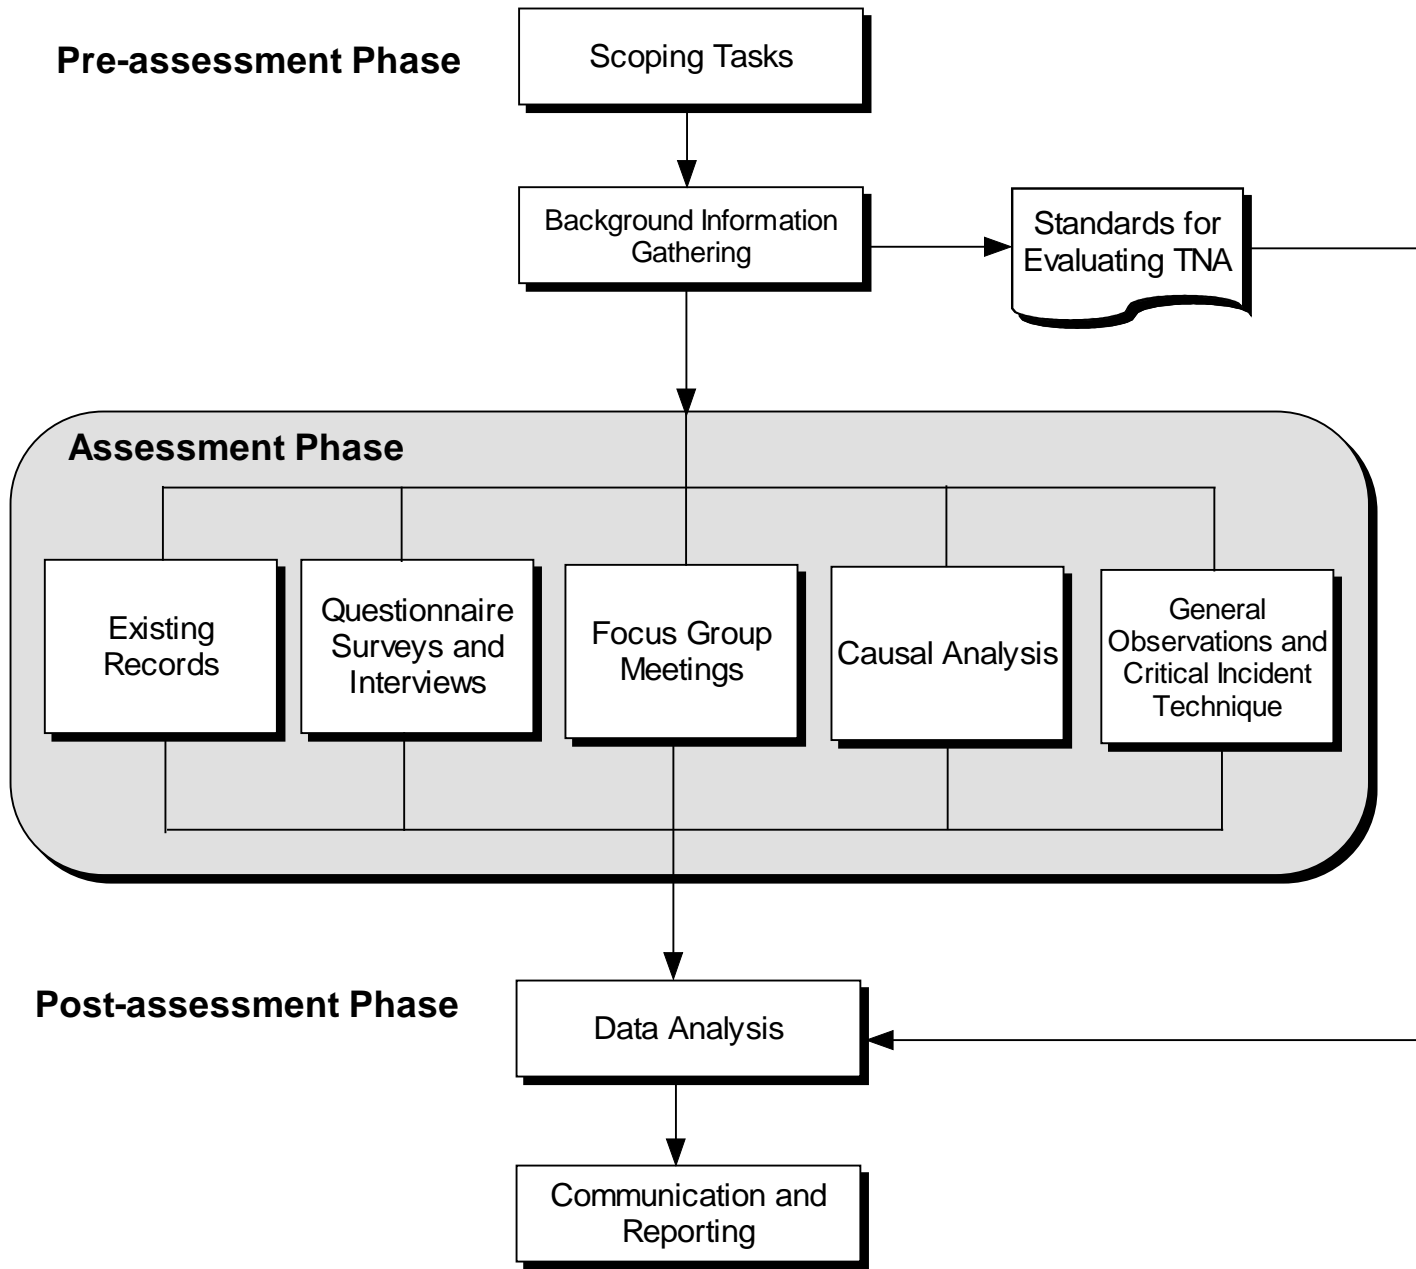 Pre-assessment Phase
Scoping Tasks
Background Information
Gathering
Standards for
Evaluating TNA
Assessment Phase
Existing
Records
Questionnaire
Surveys and
Interviews
Focus Group
Meetings
Causal Analysis
General
Observations and
Critical Incident
Technique
Post-assessment Phase
Data Analysis
Communication and
Reporting